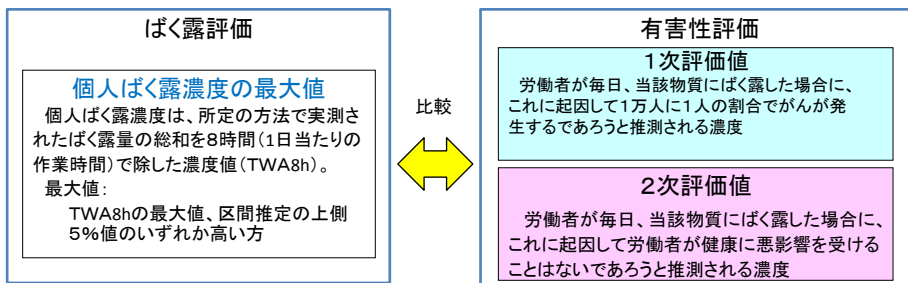 ばく露評価
個人ばく露濃度の最大値
個人ばく露濃度は、所定の方法で実測
されたばく露量の総和を８時間（1日当たりの
作業時間）で除した濃度値（TWA8h）。
最大値：
TWA8hの最大値、区間推定の上側
５％値のいずれか高い方
比較
有害性評価
１次評価値
労働者が毎日、当該物質にばく露した場合に、
これに起因して１万人に１人の割合でがんが発
生するであろうと推測される濃度
２次評価値
労働者が毎日、当該物質にばく露した場合に、
これに起因して労働者が健康に悪影響を受ける
ことはないであろうと推測される濃度